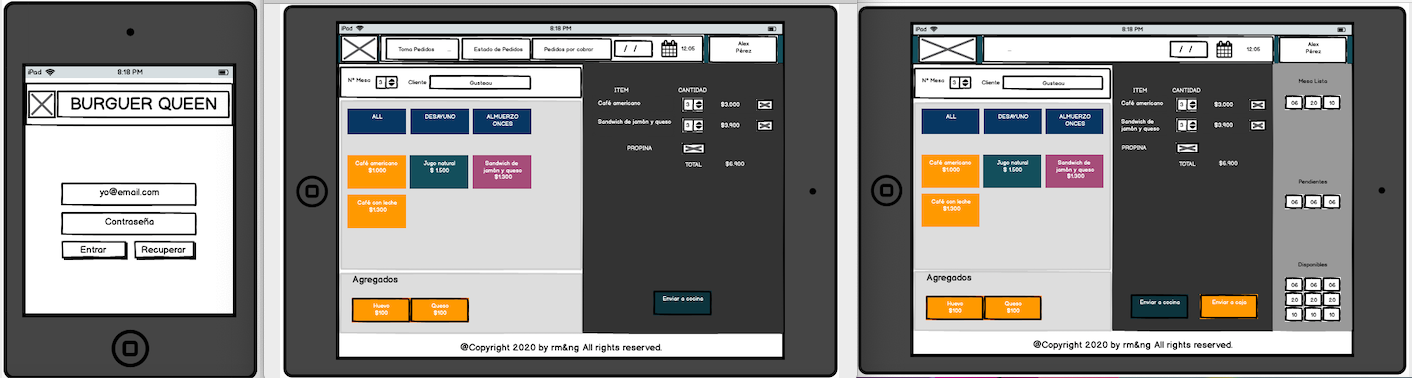 iPad 8:18 PM
BURGUER QUEEN
yo@email.com
Contraseña
Entrar Recuperar
iPod 8:18 PM
Toma Pedidos ... Estado de Pedidos Pedidos por cobrar / / 12:05 Alex
Pérez
N° Mesa 3 Cliente Gusteau
ALL DESAYUNO ALMUERZO
ONCES
Café americano
$1.000
Jugo natural
$ 1.500
Sandwich de
jamón y queso
$1.300
Café con leche
$1.300
Agregados
Huevo
$100
Queso
$100
ITEM CANTIDAD
Café americano 3 $3.000
Sandwich de jamón y queso 3 $3.900
PROPINA
TOTAL $6.900
Enviar a cocina
@Copyright 2020 by rm&ng All rights reserved.
iPad 8:18 PM
... / / 12:05 Alex
Pérez
N° Mesa 3 Cliente Gusteau
ALL DESAYUNO ALMUERZO
ONCES
Café americano
$1.000
Jugo natural
$ 1.500
Sandwich de
jamón y queso
$1.300
Café con leche
$1.300
Agregados
Huevo
$100
Queso
$100
ITEM CANTIDAD
Café americano 3 $3.000
Sandwich de
jamón y queso 3 $3.900
PROPINA
TOTAL $6.900
Enviar a cocina Enviar a caja
Mesa Lista
06 20 10
Pendientes
06 06 06
Disponibles
06 06 06
20 20 20
10 10 10
@Copyright 2020 by rm&ng All rights reserved.